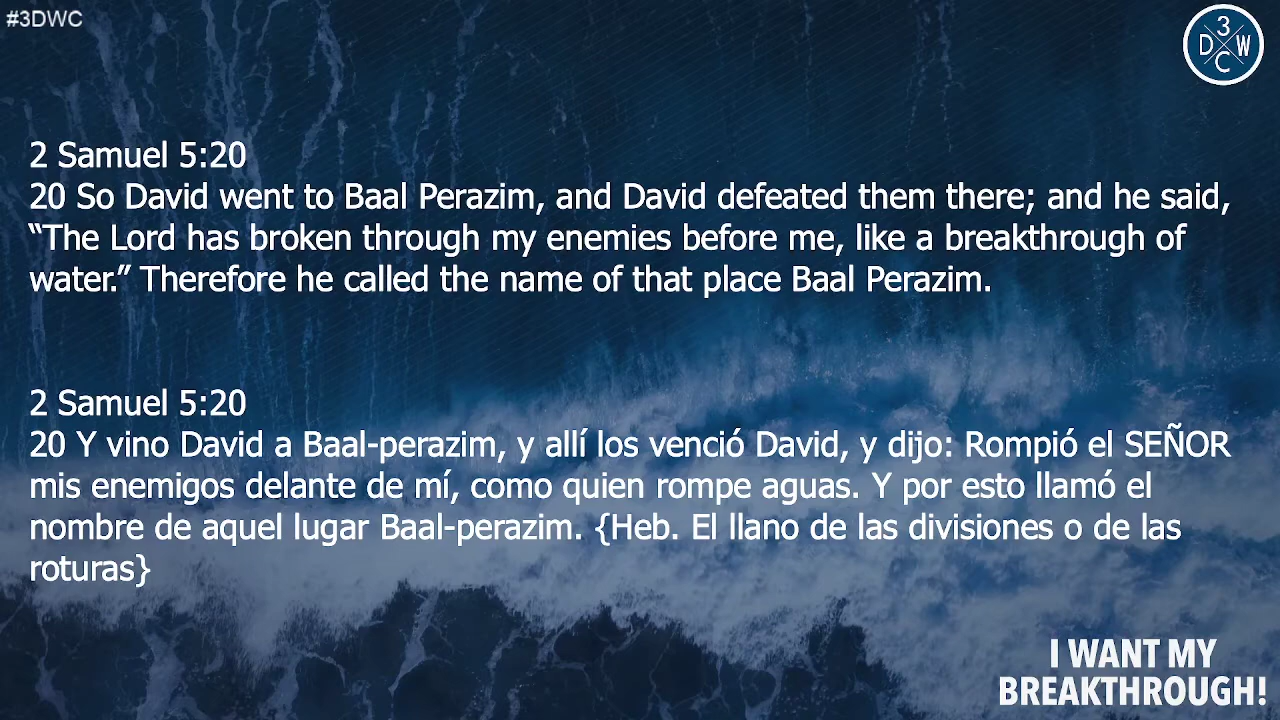 #3DWC
3
D W
C
2 Samuel 5:20
20 So David went to Baal Perazim, and David defeated them there; and he said,
“The Lord has broken through my enemies before me, like a breakthrough of
water.” Therefore he called the name of that place Baal Perazim.
2 Samuel 5:20
20 Y vino David a Baal-perazim, y allí los venció David, y dijo: Rompió el SEÑOR
mis enemigos delante de mí, como quien rompe aguas. Y por esto llamó el
nombre de aquel lugar Baal-perazim. {Heb. El llano de las divisiones o de las
roturas}
I WANT MY
BREAKTHROUGH!